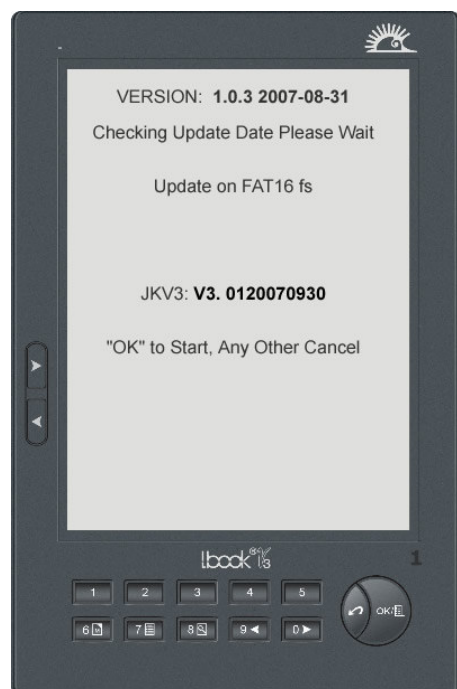 VERSION: 1.0.3 2007-08-31
Checking Update Date Please Wait
Update on FAT16 fs
JKV3: V3. 0120070930
"OK" to Start, Any Other Cancel
lbook
1
1 2 3 4 5
6 7 8 9 0
OK/